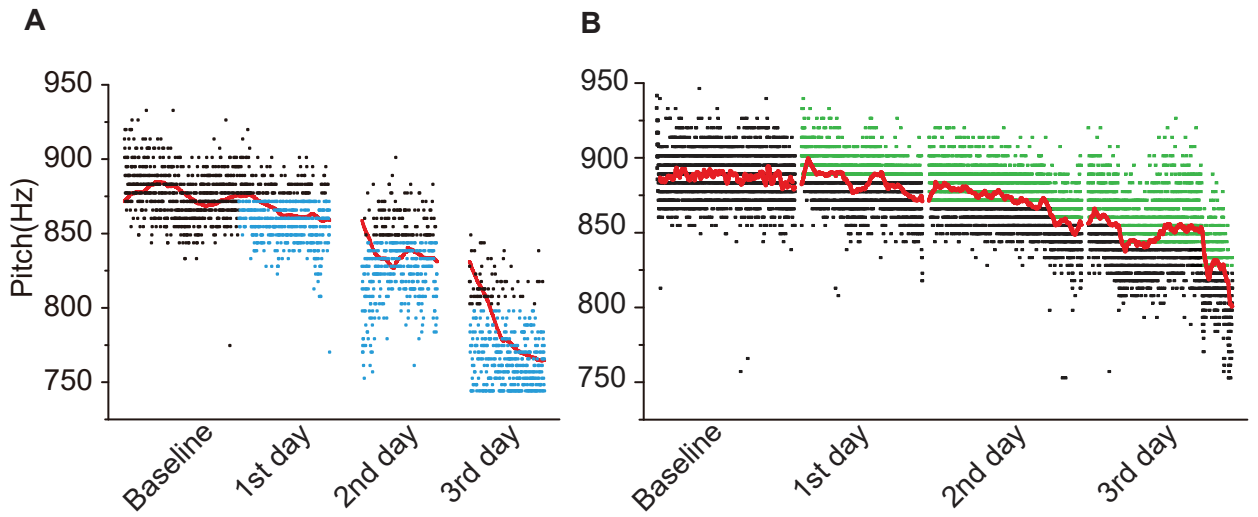 A
Pitch(Hz)
950
900
850
800
750
Baseline
1st day
2nd day
3rd day
B
950
900
850
800
750
Baseline
1st day
2nd day
3rd day